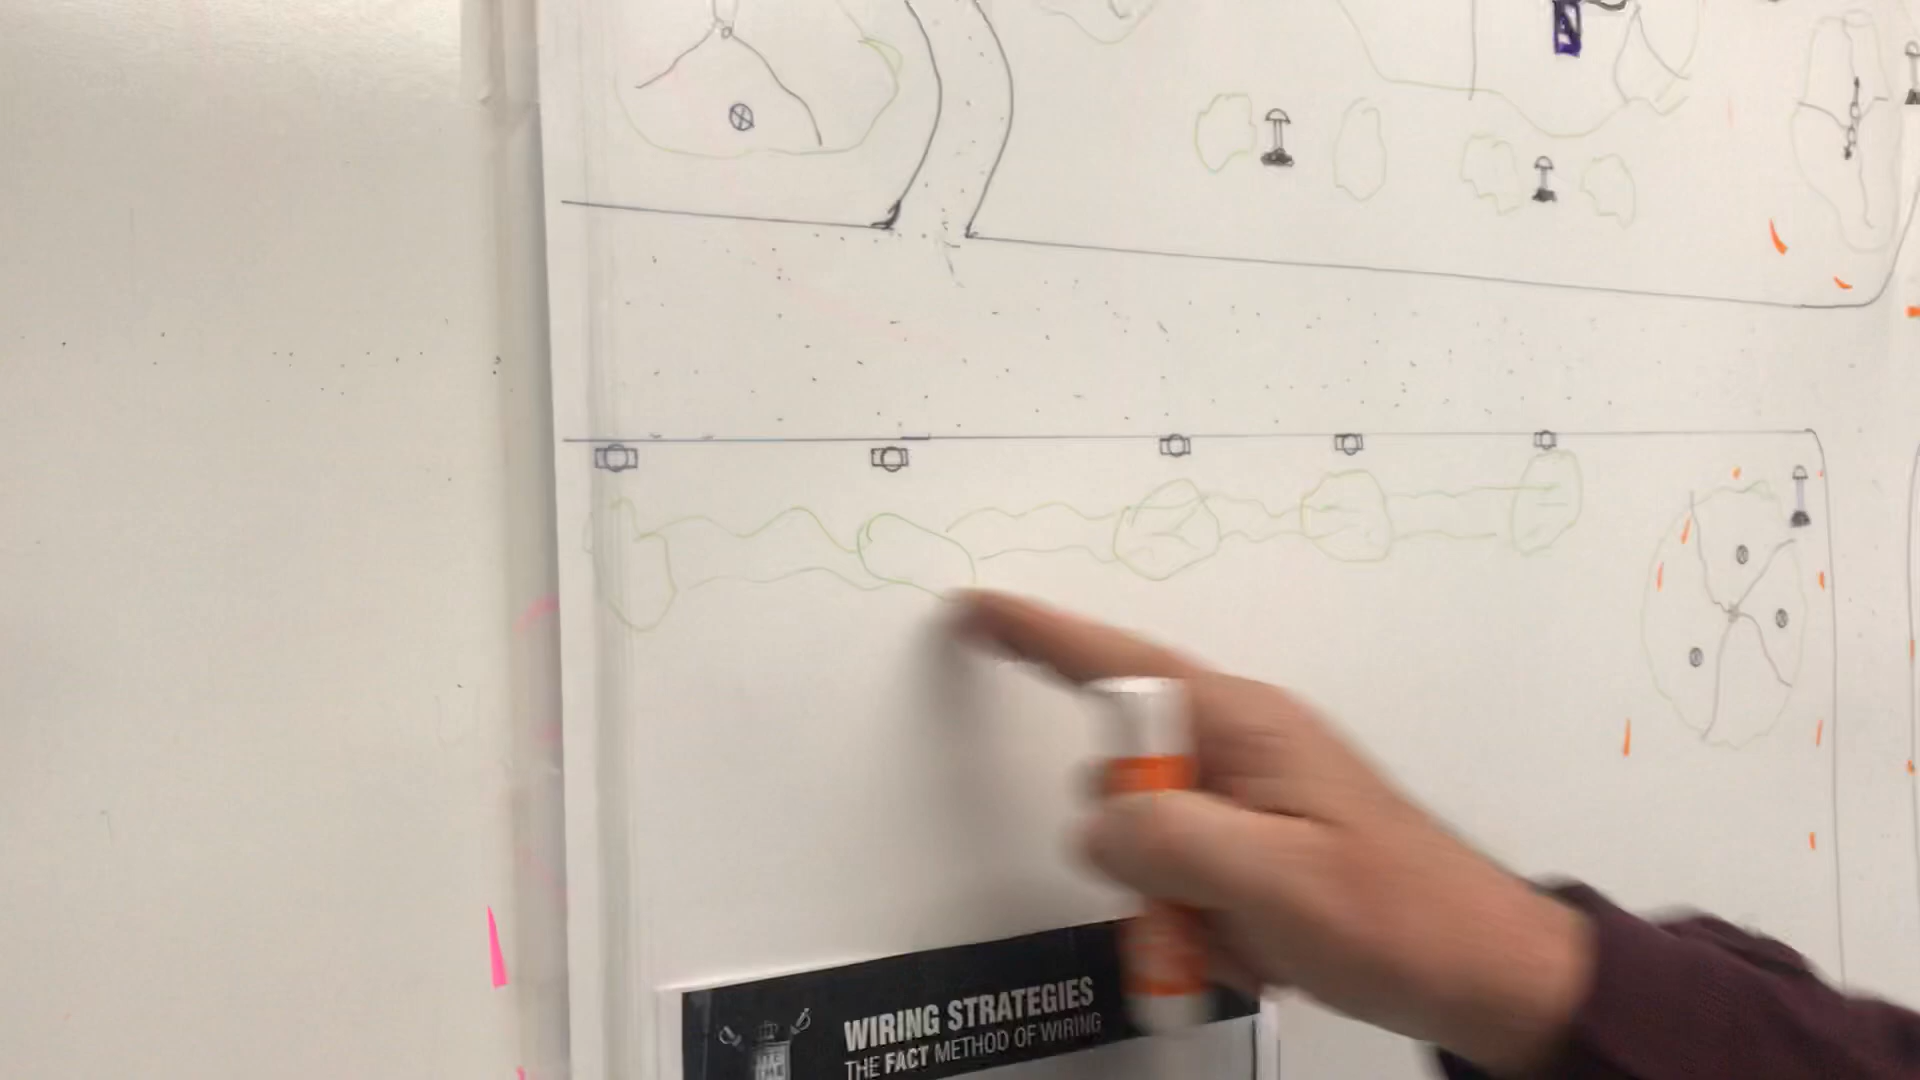 WIRING STRATEGIES
THE FACT METHOD OF WIRING